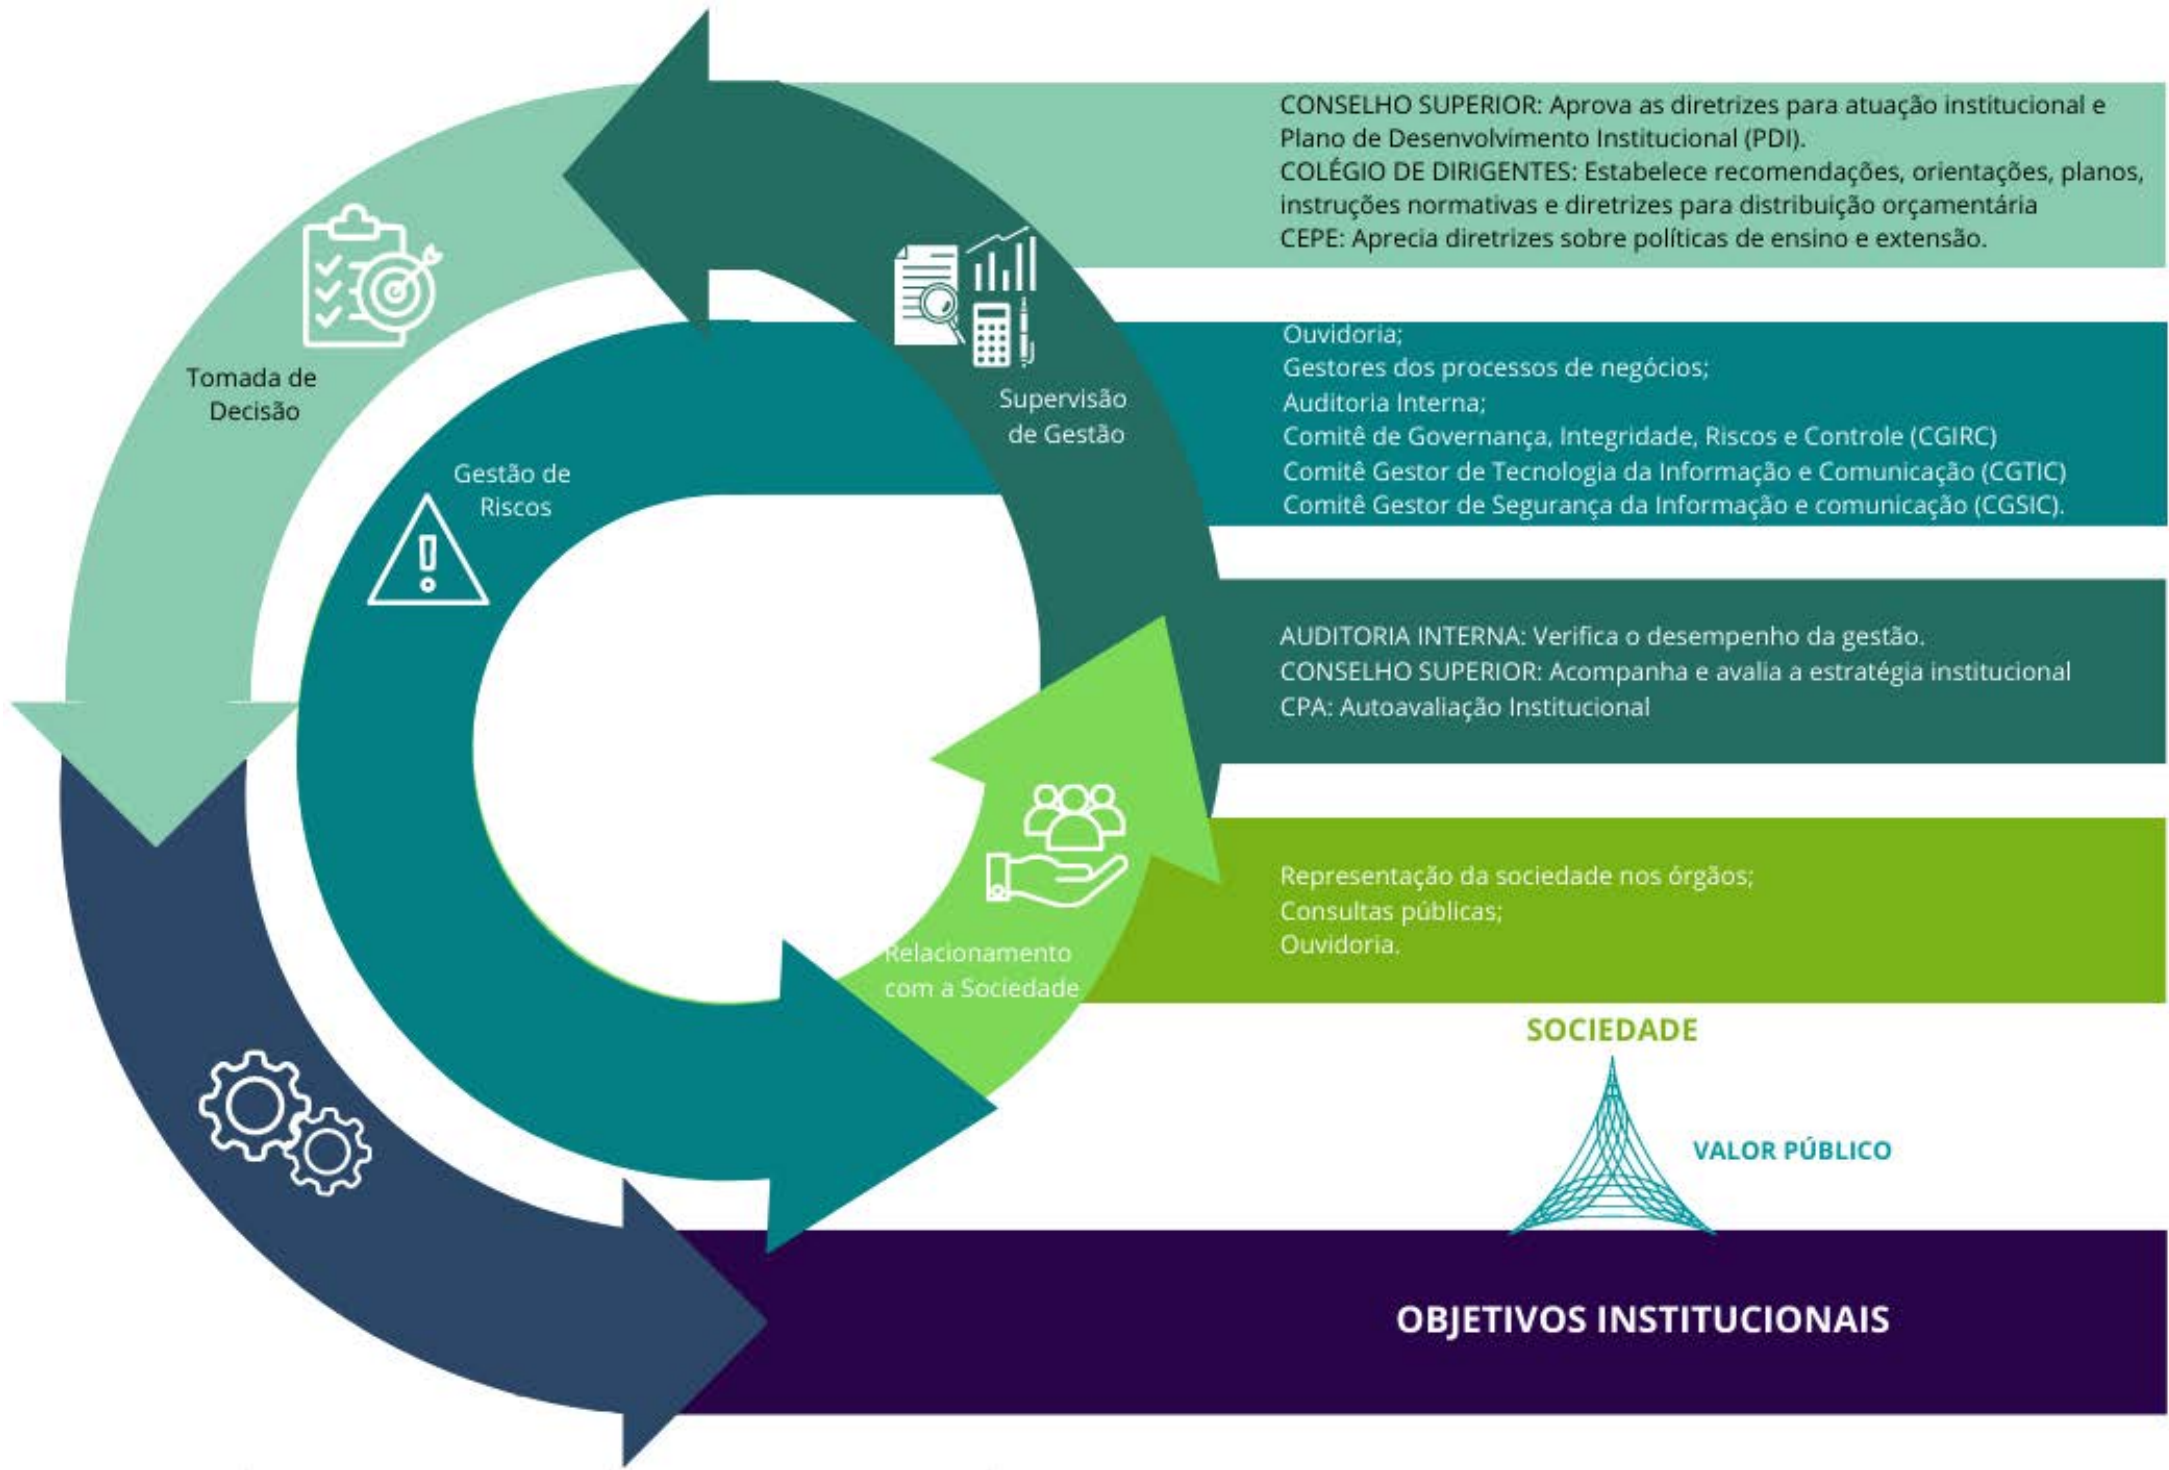 CONSELHO SUPERIOR: Aprova as diretrizes para atuação institucional e
Plano de Desenvolvimento Institucional (PDI).
COLÉGIO DE DIRIGENTES: Estabelece recomendações, orientações, planos,
instruções normativas e diretrizes para distribuição orçamentária
CEPE: Aprecia diretrizes sobre políticas de ensino e extensão.
Tomada de
Decisão
Ouvidoria;
Gestores dos processos de negócios;
Auditoria Interna;
Comitê de Governança, Integridade, Riscos e Controle (CGIRC)
Comitê Gestor de Tecnologia da Informação e Comunicação (CGTIC)
Comitê Gestor de Segurança da Informação e comunicação (CGSIC).
Supervisão
de Gestão
Gestão de
Riscos
AUDITORIA INTERNA: Verifica o desempenho da gestão.
CONSELHO SUPERIOR: Acompanha e avalia a estratégia institucional
CPA: Autoavaliação Institucional
Representação da sociedade nos órgãos;
Consultas públicas;
Ouvidoria.
Relacionamento
com a Sociedade
SOCIEDADE
VALOR PÚBLICO
OBJETIVOS INSTITUCIONAIS